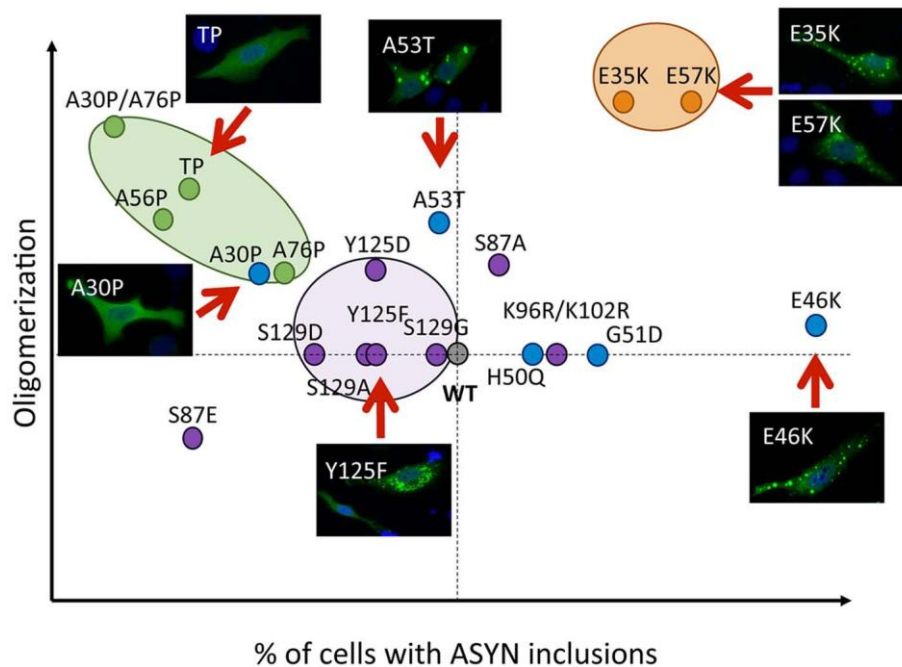 TP
A53T
E35K
E35K E57K
A30P/A76P
E57K
TP
A56P
A53T
A30P A76P
Y125D
S87A
A30P
E46K
S129D
Y125F
S129G
K96R/K102R
G51D
S129A
WT
H50Q
S87E
Y125F
E46K
Oligomerization
% of cells with ASYN inclusions